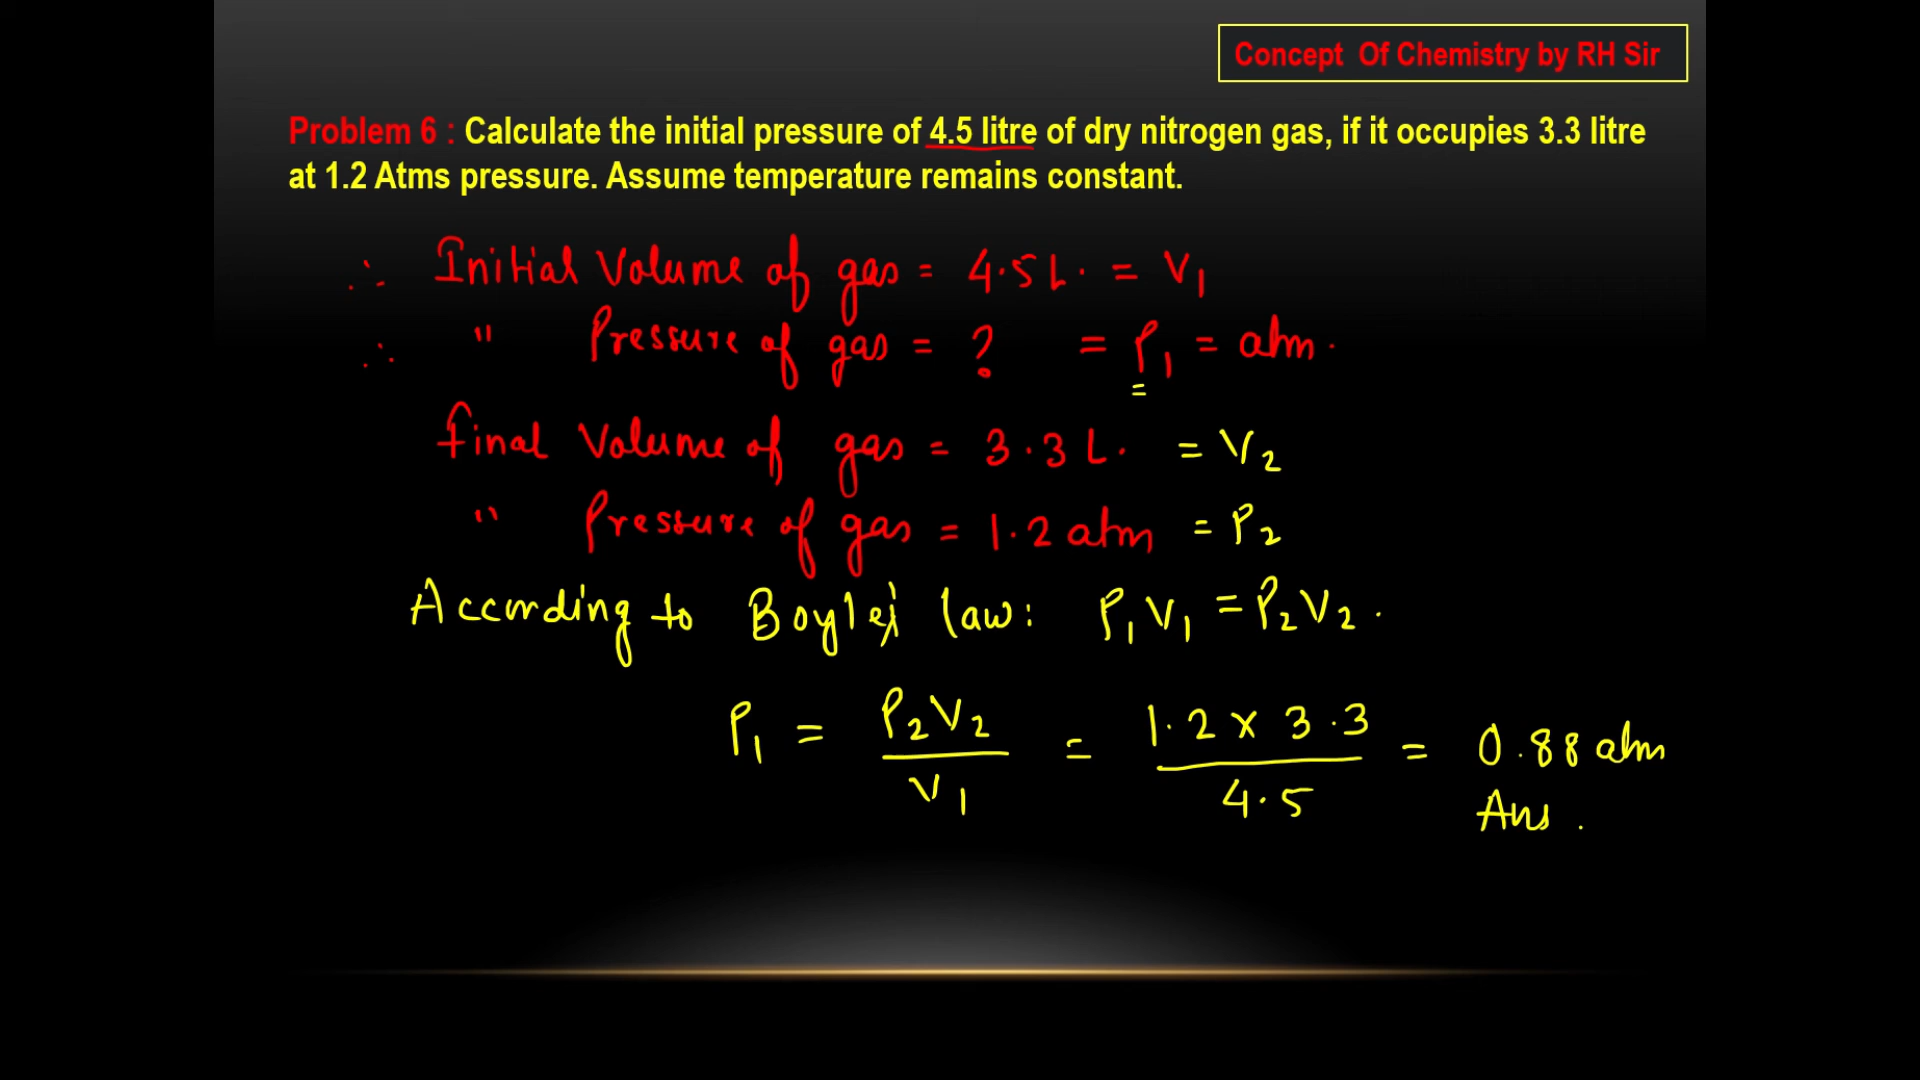 Concept Of Chemistry by RH Sir
Problem 6 : Calculate the initial pressure of 4.5 litre of dry nitrogen gas, if it occupies 3.3 litre
at 1.2 Atms pressure. Assume temperature remains constant.
∴ Initial Volume of gas = 4.5 L. = V₁
∴ " Pressure of gas = ? = P₁ = atm.
Final Volume of gas = 3.3 L. = V₂
" Pressure of gas = 1.2 atm = P₂
According to Boyle's law: P₁V₁ = P₂V₂.
P₁ = P₂V₂ / V₁ = 1.2 x 3.3 / 4.5 = 0.88 atm
Ans.